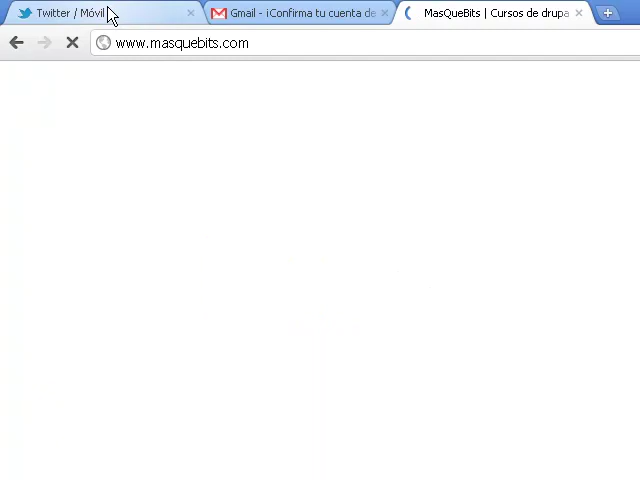 Twitter / Móvil
Gmail - ¡Confirma tu cuenta de
MasQueBits | Cursos de drupa
www.masquebits.com